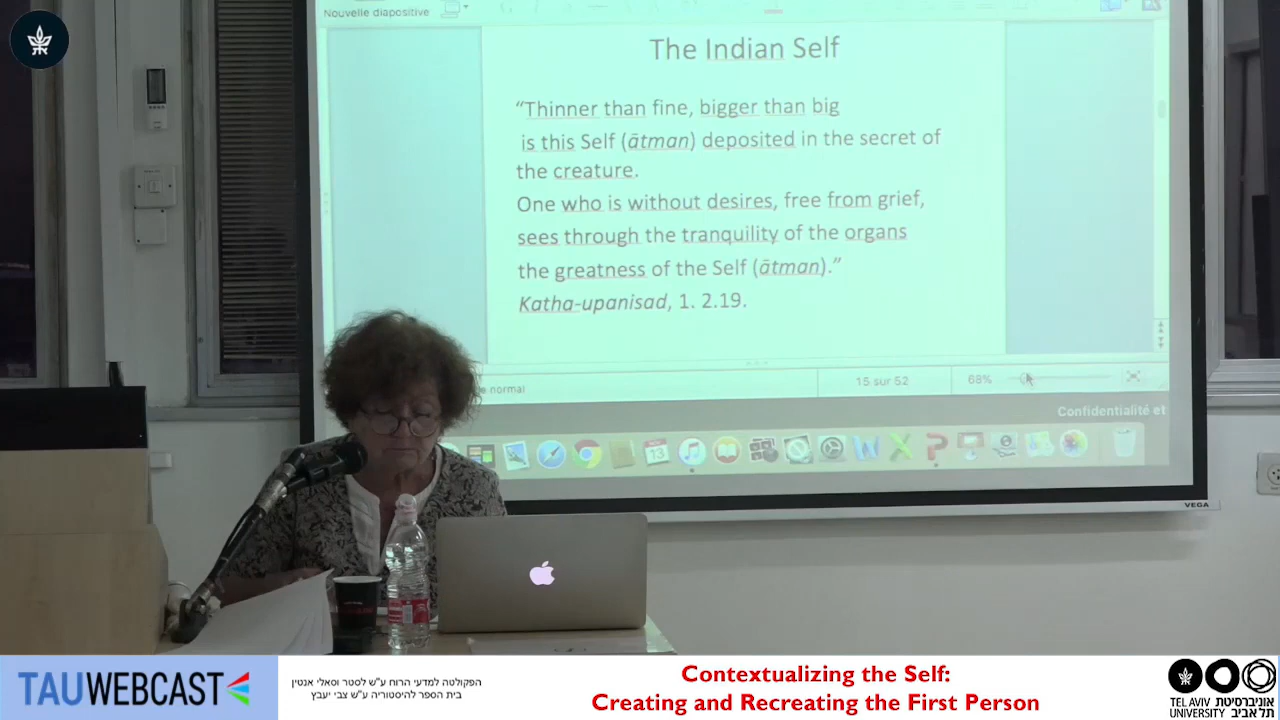 Nouvelle diapositive
The Indian Self
“Thinner than fine, bigger than big
is this Self (ātman) deposited in the secret of
the creature.
One who is without desires, free from grief,
sees through the tranquility of the organs
the greatness of the Self (ātman).”
Katha-upanisad, 1. 2.19.
normal
15 sur 52
68%
Confidentialité et
VEGA
TAUWEBCAST
הפקולטה למדעי הרוח ע"ש לסטר וסאלי אנטין
בית הספר להיסטוריה ע"ש צבי יעבץ
Contextualizing the Self:
Creating and Recreating the First Person
TEL AVIV אוניברסיטת
UNIVERSITY תל אביב